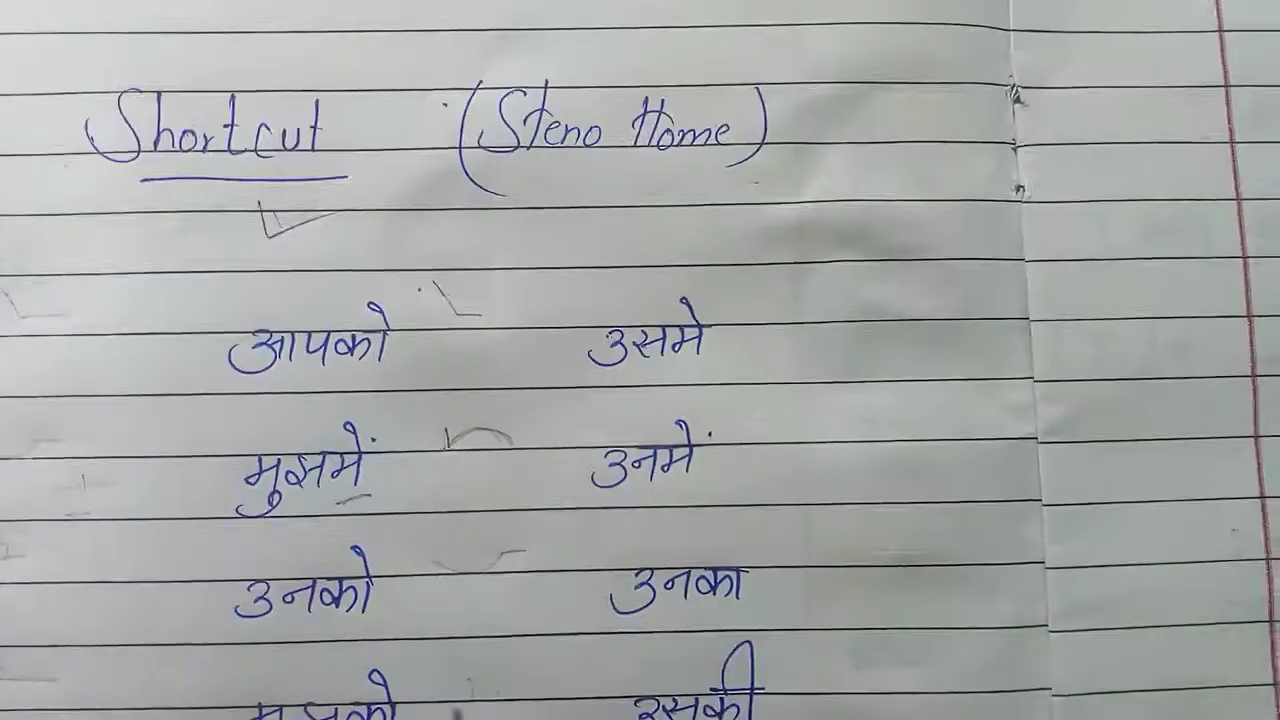 Shortcut (Steno Home)
आपको उसमे
मुझमें उनमें
उनको उनका